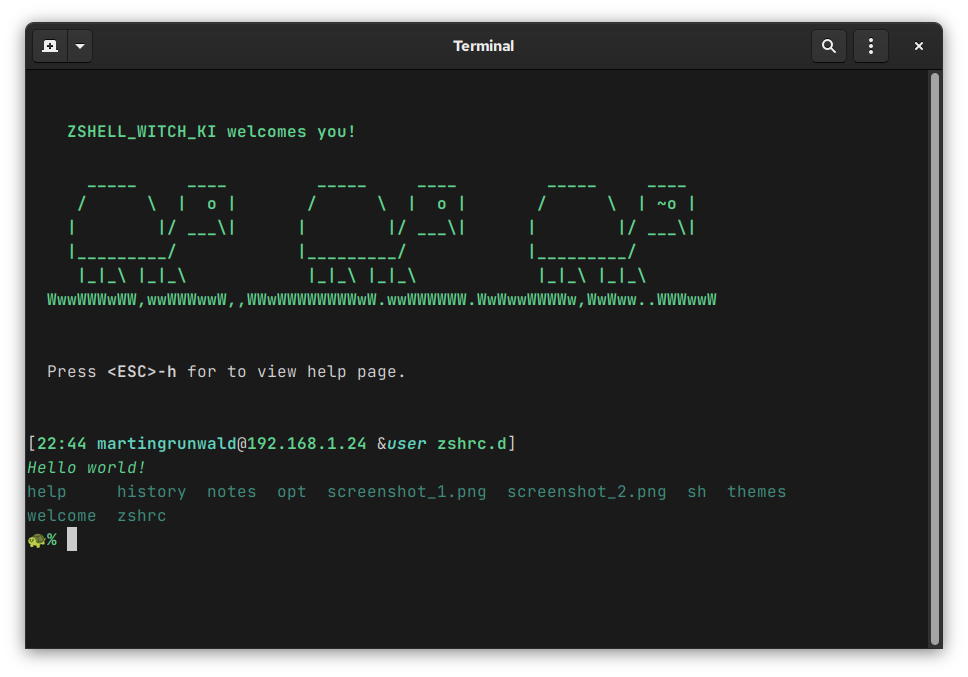 Terminal
ZSHELL_WITCH_KI welcomes you!
  _____     ____         _____     ____         _____     ____
 /      \  |  o |       /      \  |  o |       /      \  | ~o |
|        |/ ___\|      |        |/ ___\|      |        |/ ___\|
|_________/            |_________/            |_________/
 |_|_\ |_|_\            |_|_\ |_|_\            |_|_\ |_|_\
WwwWWWwWW,wwWWWwwW,,WWwWWWWWWWWwW.wwWWWWWW.WwWwwWWWWw,WwWww..WWWwwW
Press <ESC>-h for to view help page.
[22:44 martingrunwald@192.168.1.24 &user zshrc.d]
Hello world!
help     history  notes  opt  screenshot_1.png  screenshot_2.png  sh  themes
welcome  zshrc
🐢%